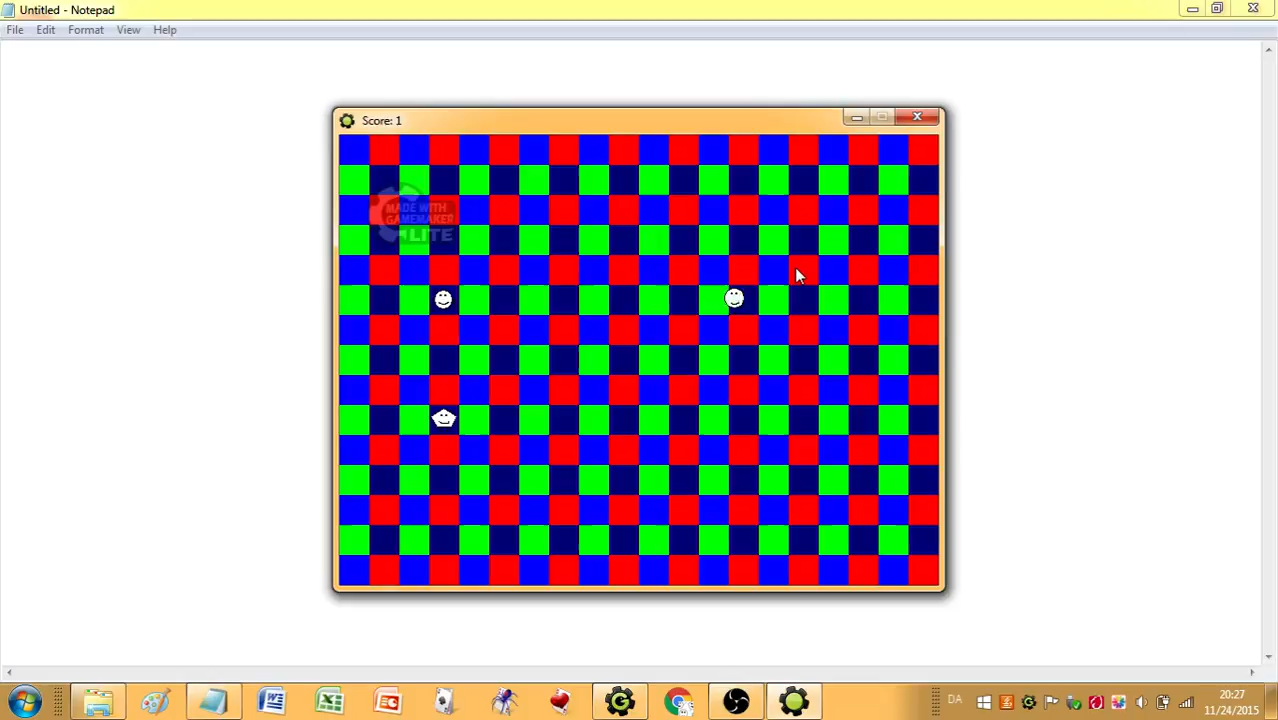 Untitled - Notepad
File Edit Format View Help
Score: 1
MADE WITH
GAMEMAKER
LITE
DA
20:27
11/24/2015